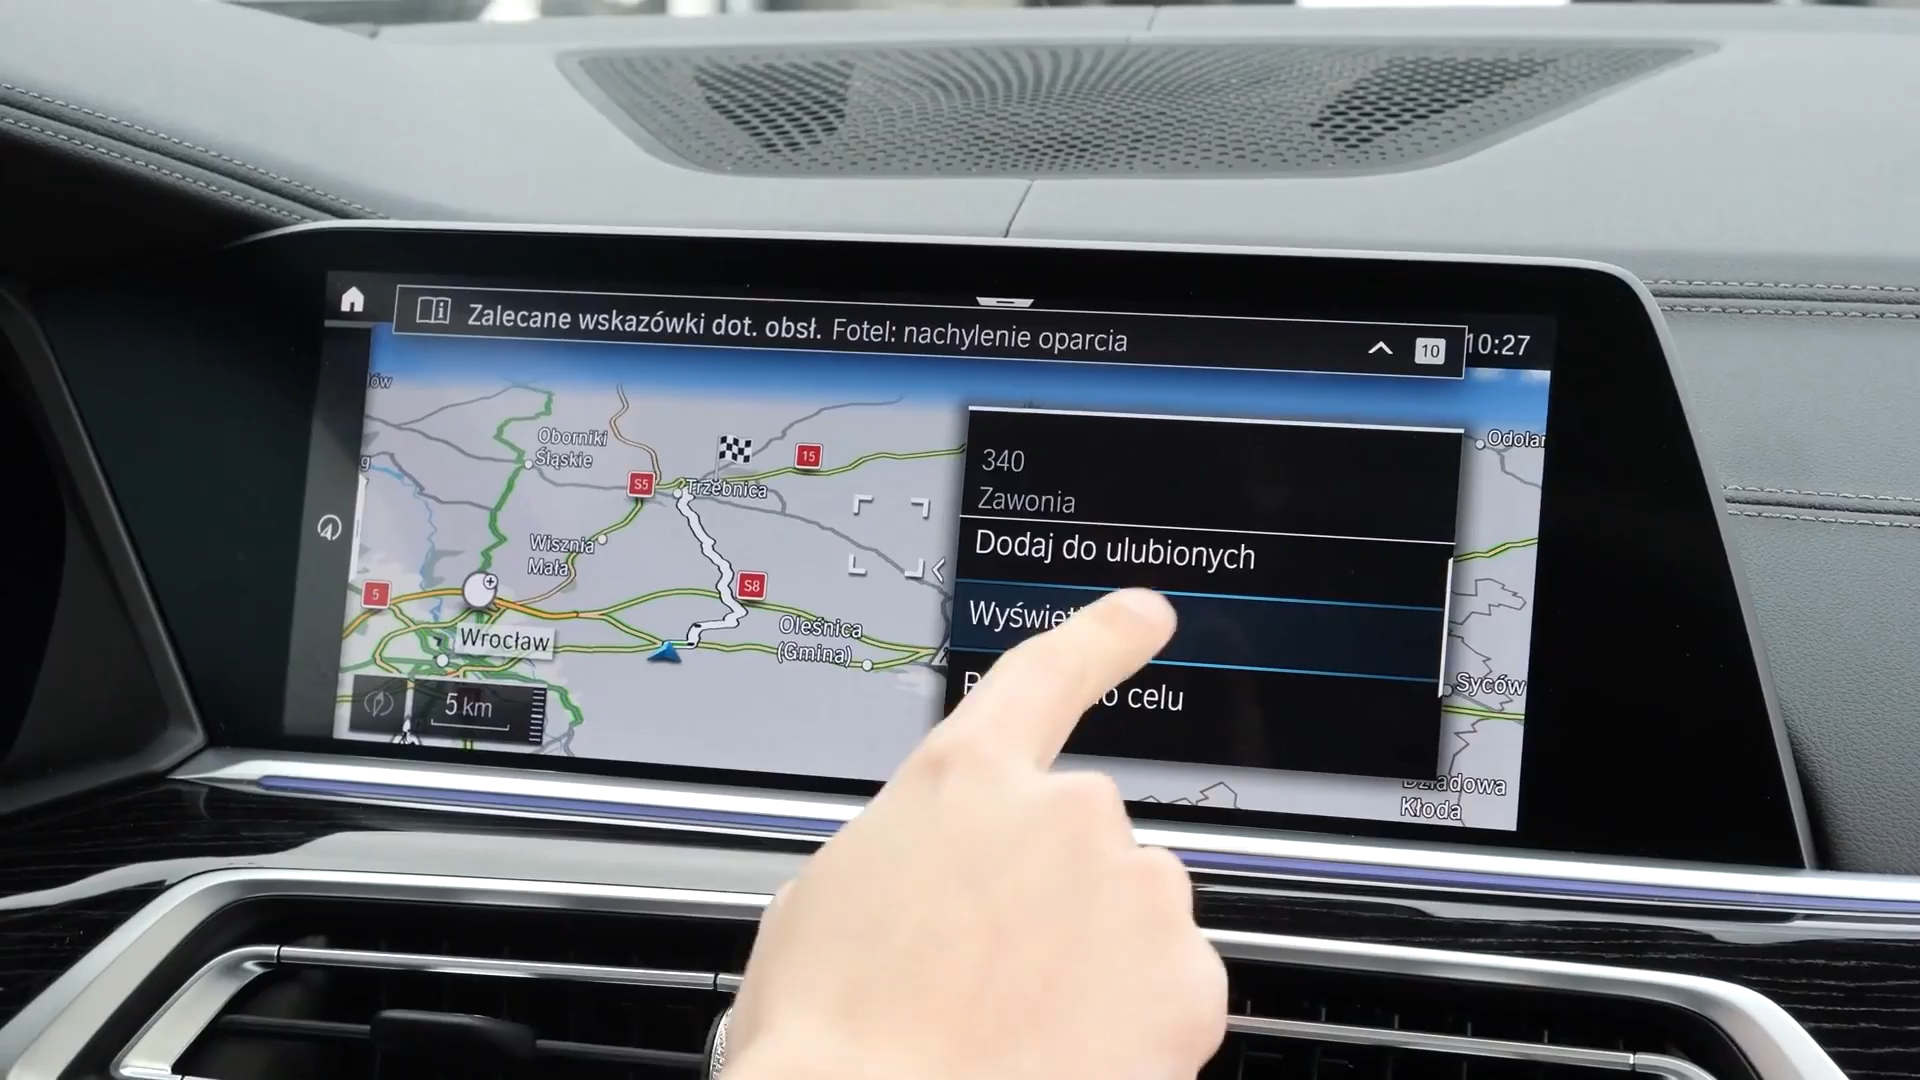 Zalecane wskazówki dot. obsł. Fotel: nachylenie oparcia
10
10:27
Oborniki
Śląskie
S5
Trzebnica
15
Odolan
340
Zawonia
Wisznia
Mała
S8
Dodaj do ulubionych
5
Wrocław
Oleśnica
(Gmina)
celu
5 km
Syców
Dziadowa
Kłoda